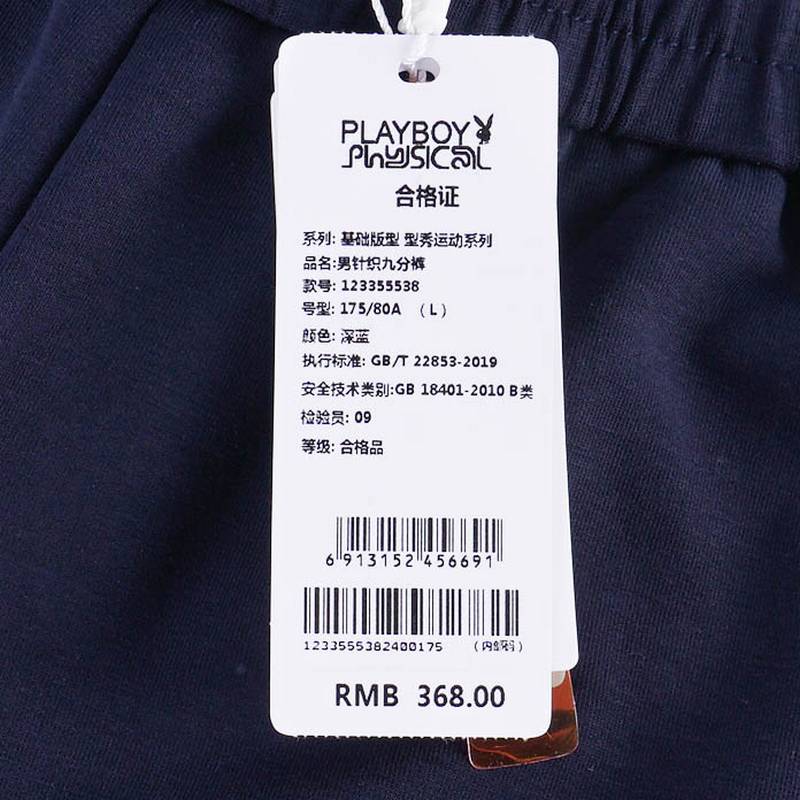 PLAYBOY
PhySICAL
合格证
系列: 基础版型 型秀运动系列
品名:男针织九分裤
款号: 123355538
号型: 175/80A （L）
颜色: 深蓝
执行标准: GB/T 22853-2019
安全技术类别:GB 18401-2010 B类
检验员: 09
等级: 合格品
6 913152 456691
1233555382400175 （内部码）
RMB 368.00